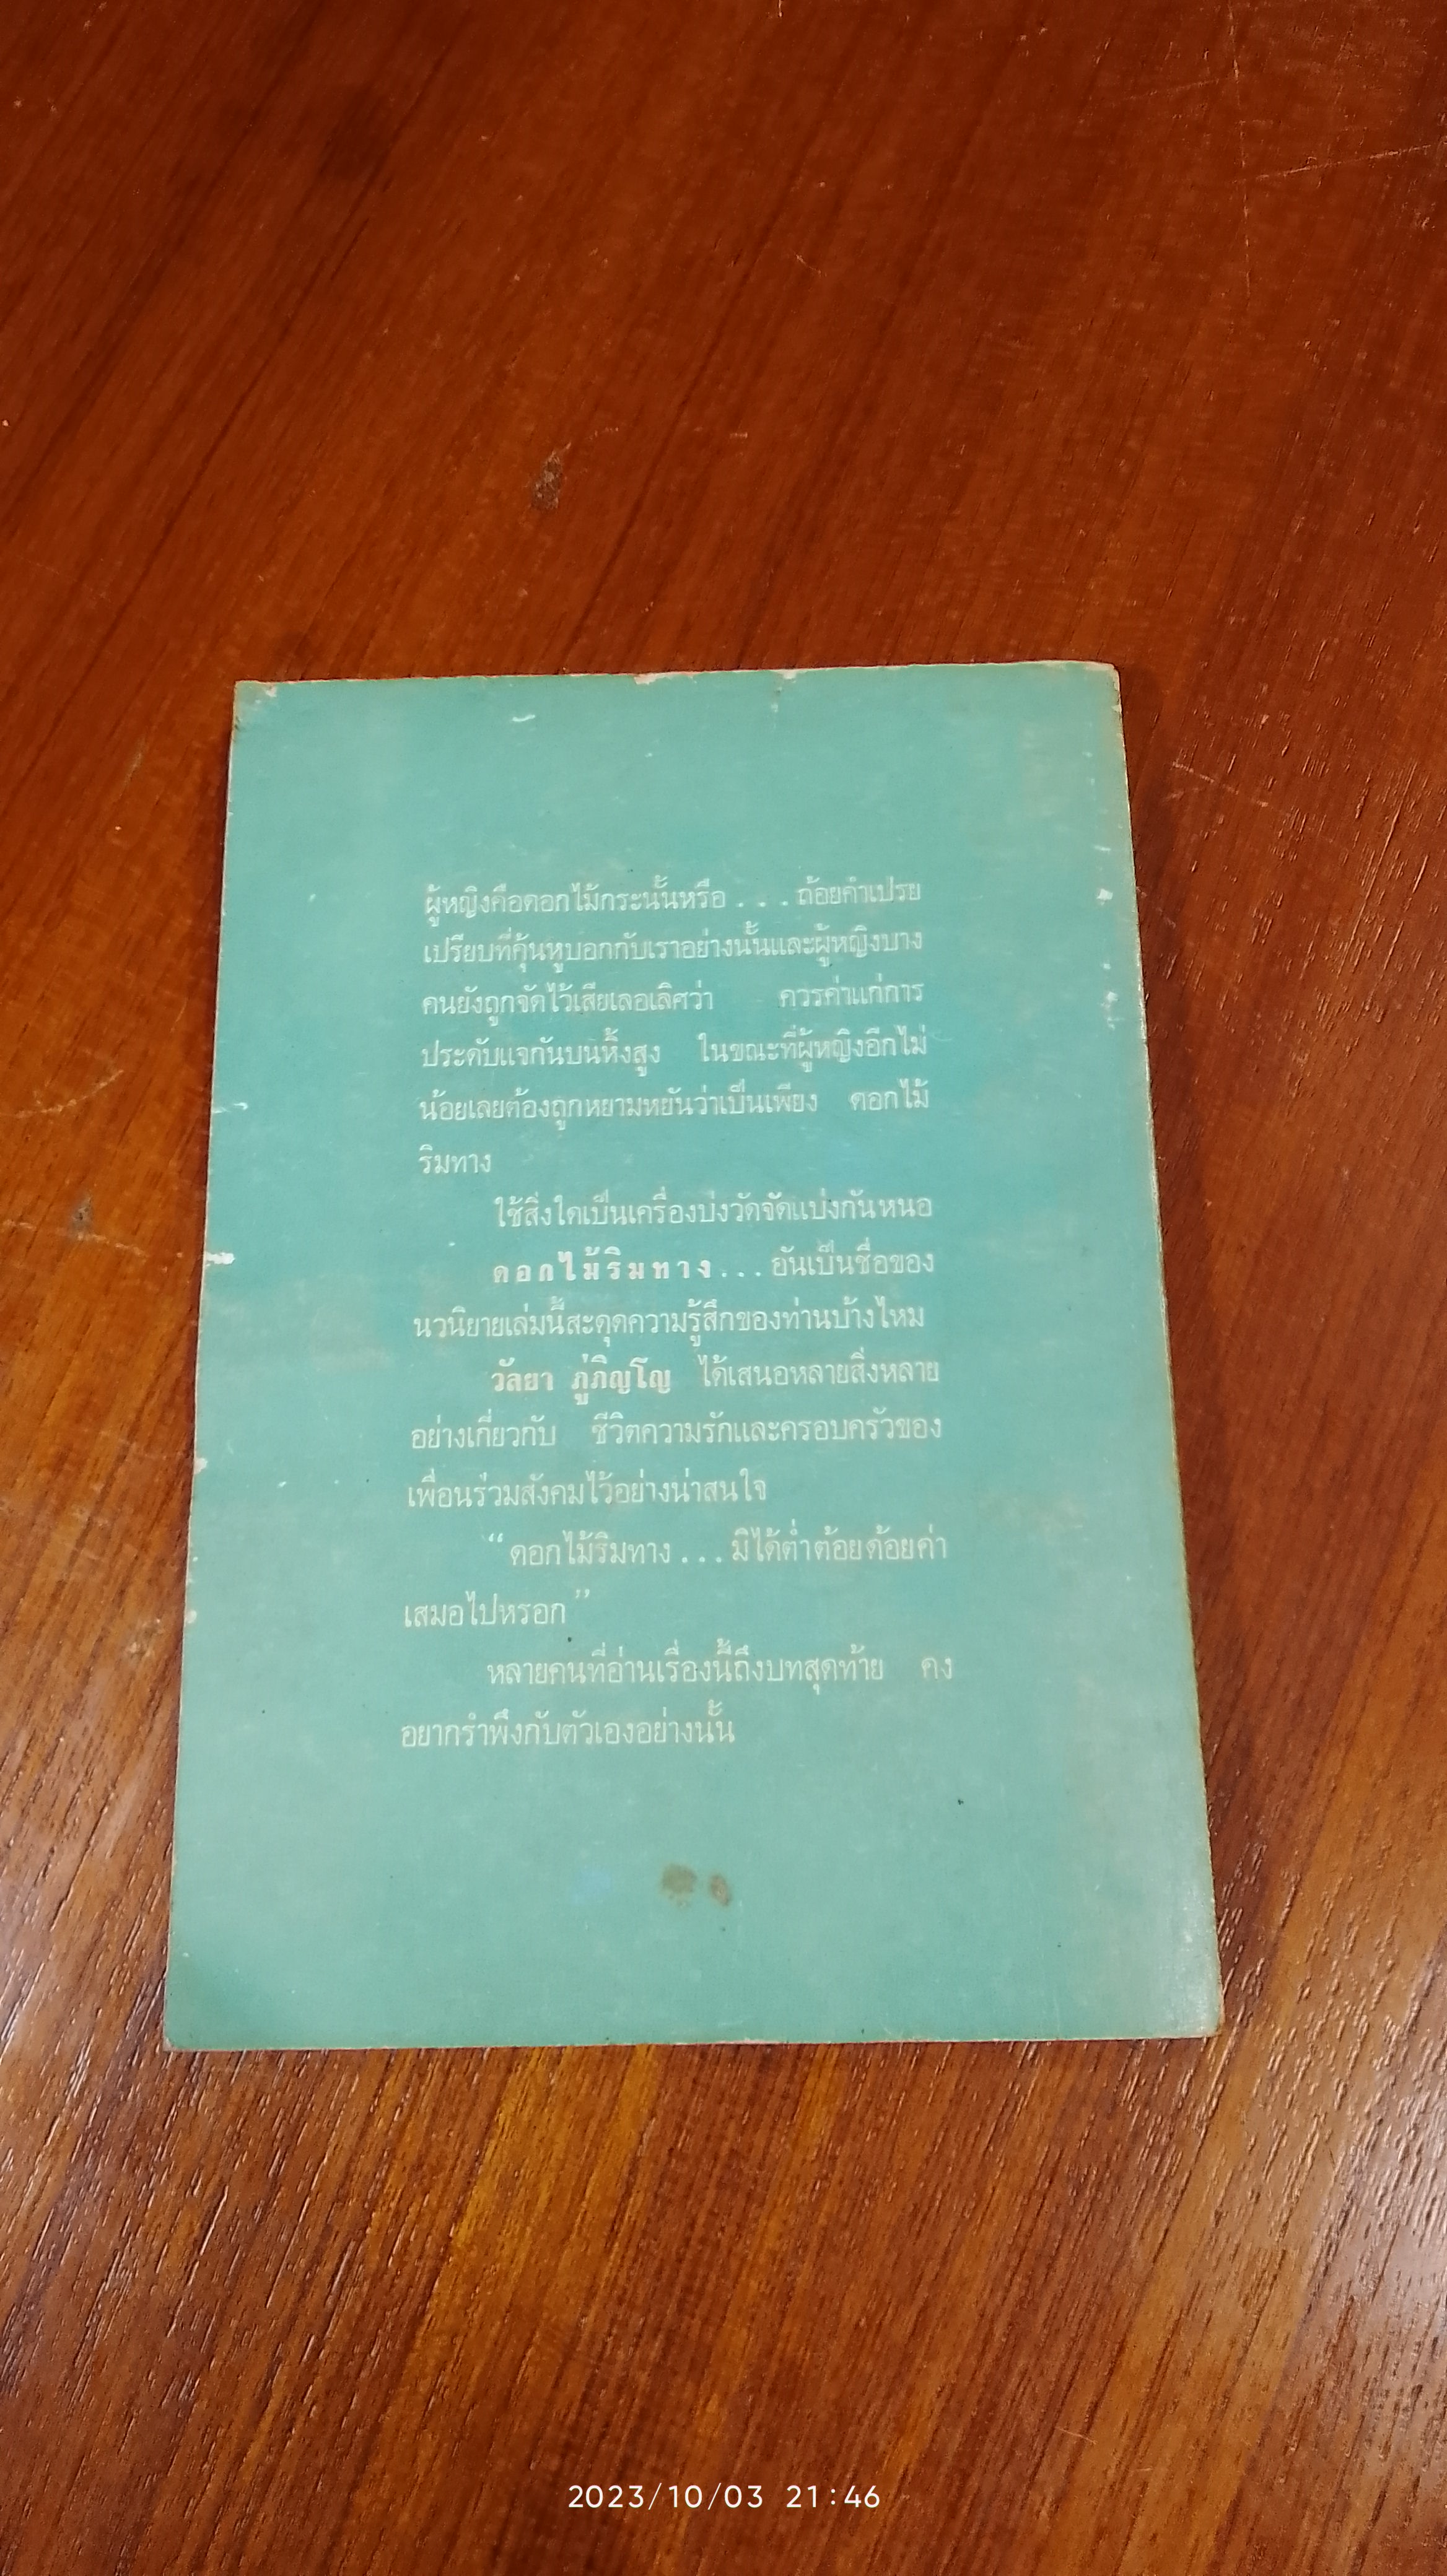 ผู้หญิงคือดอกไม้กระนั้นหรือ . . . ถ้อยคำเปรย
เปรียบที่คุ้นหูบอกกับเราอย่างนั้นและผู้หญิงบาง
คนยังถูกจัดไว้เสียเลอเลิศว่า ควรค่าแก่การ
ประดับแจกันบนหิ้งสูง ในขณะที่ผู้หญิงอีกไม่
น้อยเลยต้องถูกหยามหยันว่าเป็นเพียง ดอกไม้
ริมทาง
ใช้สิ่งใดเป็นเครื่องบ่งวัดจัดแบ่งกันหนอ
ดอกไม้ริมทาง . . . อันเป็นชื่อของ
นวนิยายเล่มนี้สะดุดความรู้สึกของท่านบ้างไหม
วัลยา ภู่ภิญโญ ได้เสนอหลายสิ่งหลาย
อย่างเกี่ยวกับ ชีวิตความรักและครอบครัวของ
เพื่อนร่วมสังคมไว้อย่างน่าสนใจ
“ ดอกไม้ริมทาง . . . มิได้ต่ำต้อยด้อยค่า
เสมอไปหรอก ”
หลายคนที่อ่านเรื่องนี้ถึงบทสุดท้าย คง
อยากรำพึงกับตัวเองอย่างนั้น
2023/10/03 21:46